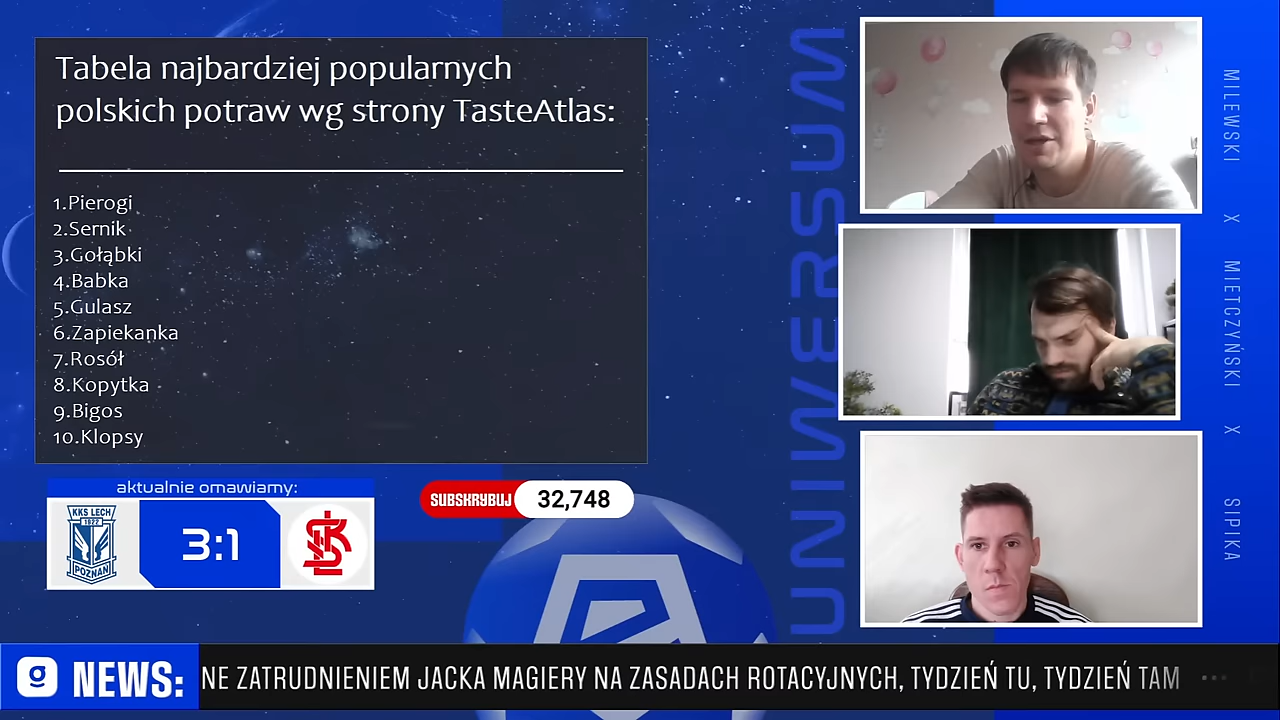 Tabela najbardziej popularnych
polskich potraw wg strony TasteAtlas:
1.Pierogi
2.Sernik
3.Gołąbki
4.Babka
5.Gulasz
6.Zapiekanka
7.Rosół
8.Kopytka
9.Bigos
10.Klopsy
aktualnie omawiamy:
KKS LECH
1922
POZNAŃ
3:1
ŁKS
SUBSKRYBUJ 32,748
UNIWERSUM
MILEWSKI X MIETCZYŃSKI X SIPIKA
g NEWS: NE ZATRUDNIENIEM JACKA MAGIERY NA ZASADACH ROTACYJNYCH, TYDZIEŃ TU, TYDZIEŃ TAM ...